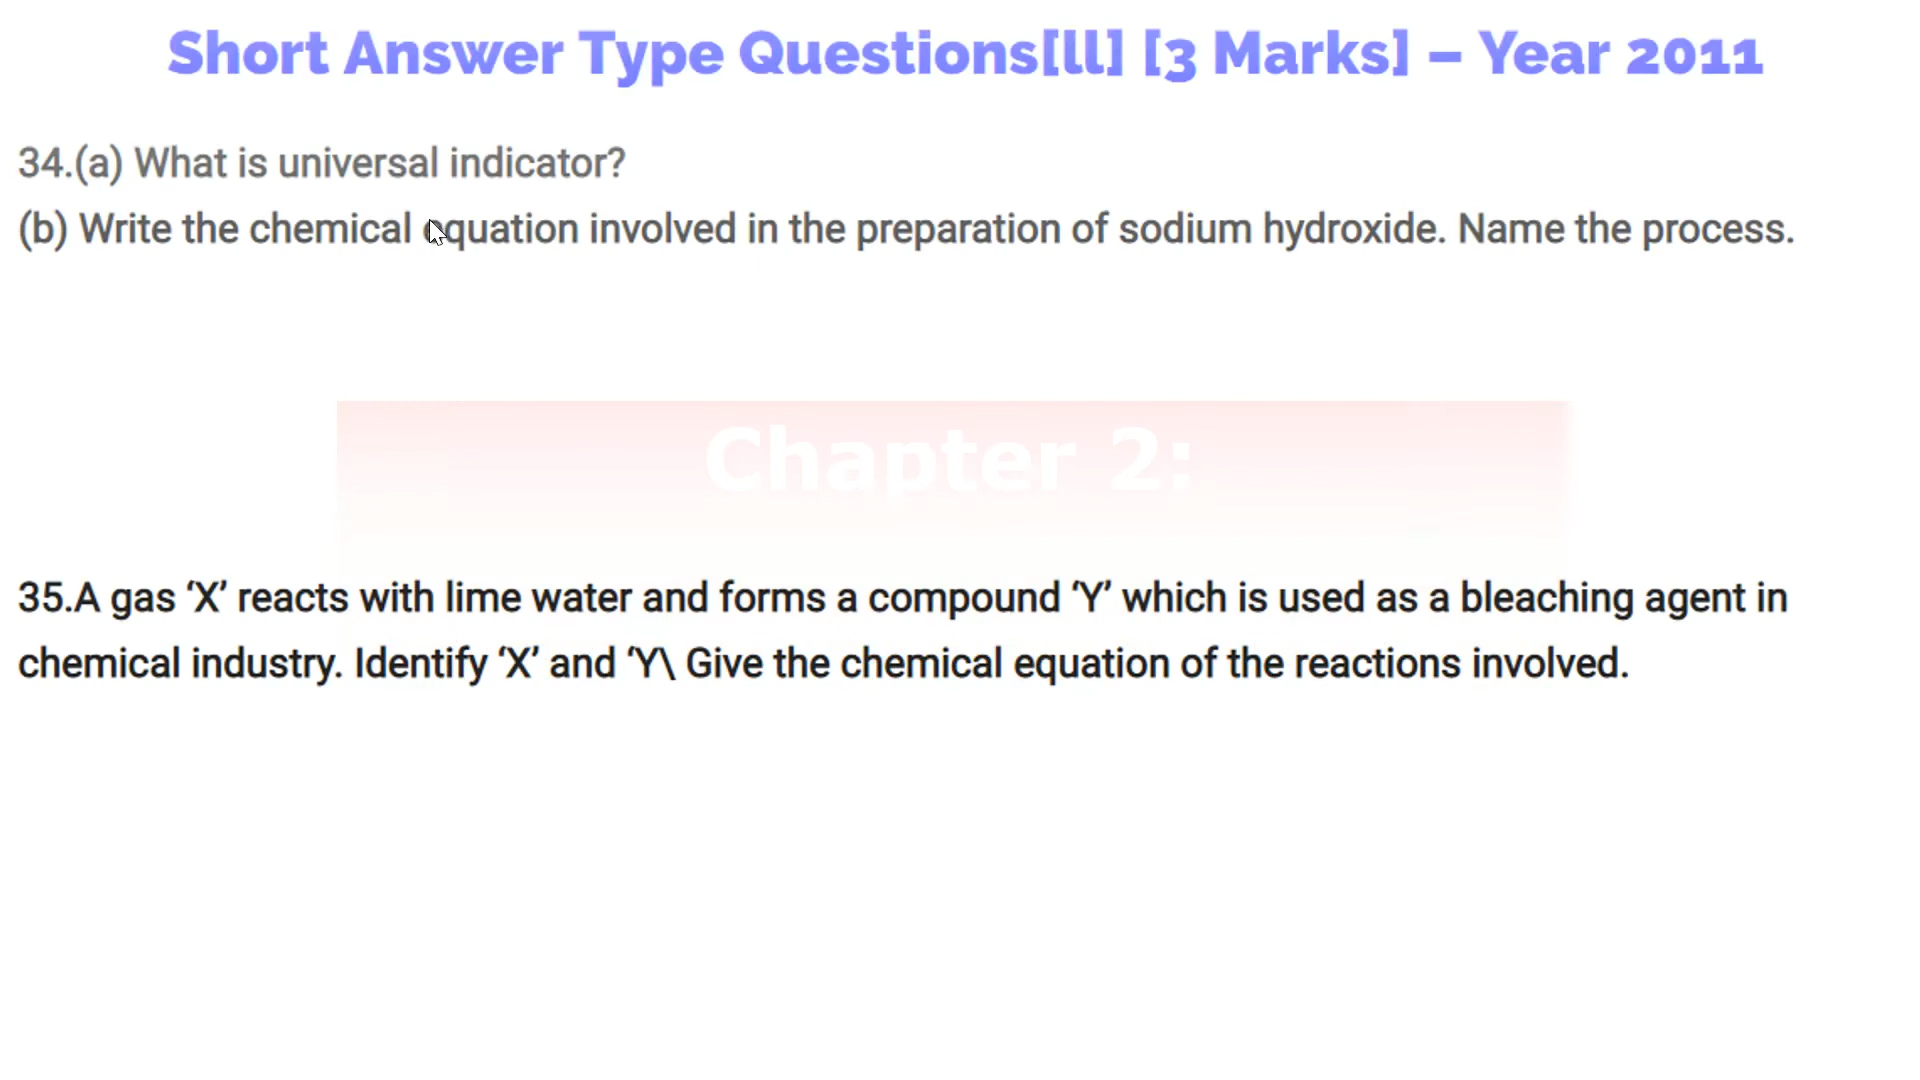 Short Answer Type Questions[ll] [3 Marks] – Year 2011
34.(a) What is universal indicator?
(b) Write the chemical equation involved in the preparation of sodium hydroxide. Name the process.
Chapter 2:
35.A gas ‘X’ reacts with lime water and forms a compound ‘Y’ which is used as a bleaching agent in
chemical industry. Identify ‘X’ and ‘Y\ Give the chemical equation of the reactions involved.